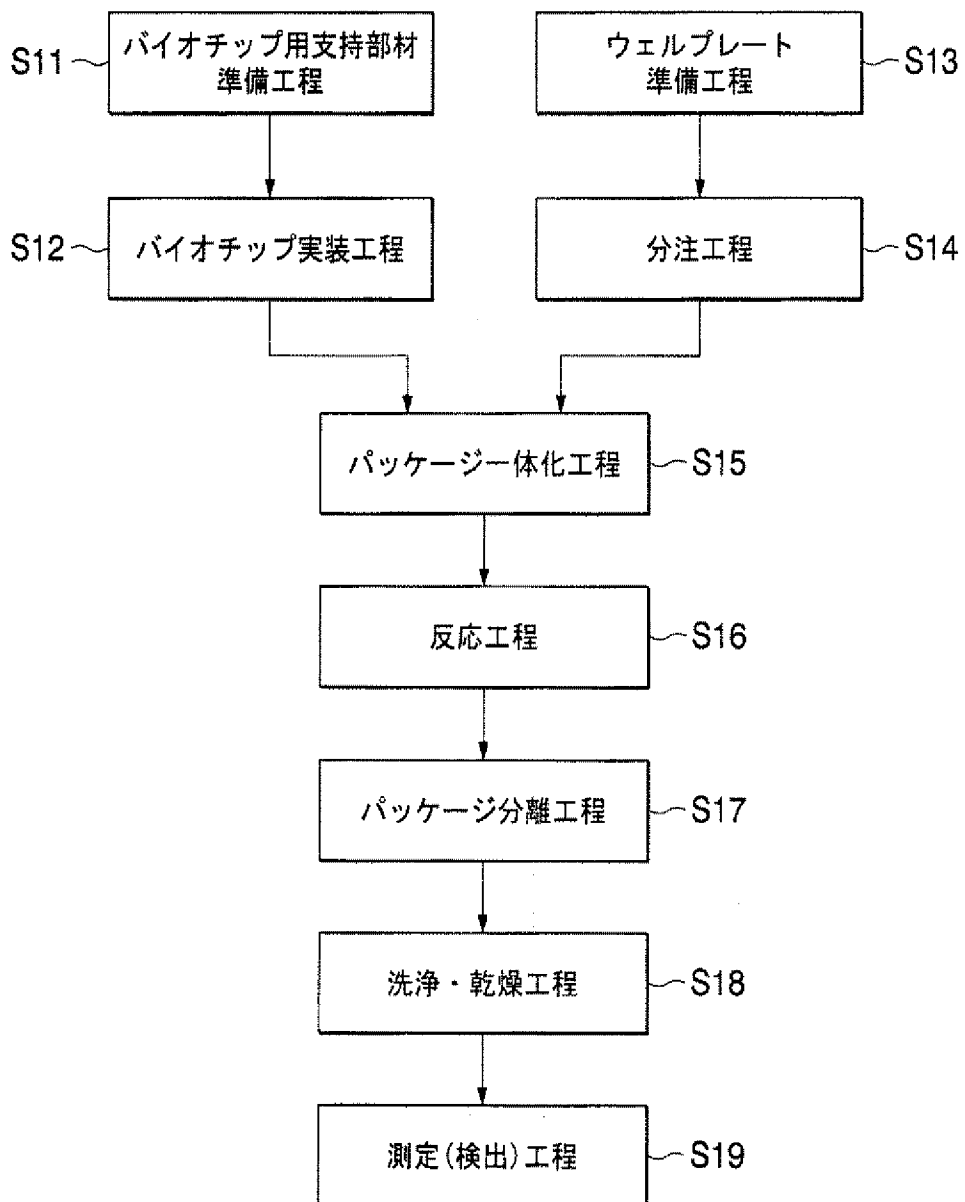 S11
バイオチップ用支持部材
準備工程
ウェルプレート
準備工程
S13
S12
バイオチップ実装工程
分注工程
S14
パッケージ一体化工程
S15
反応工程
S16
パッケージ分離工程
S17
洗浄・乾燥工程
S18
測定(検出)工程
S19